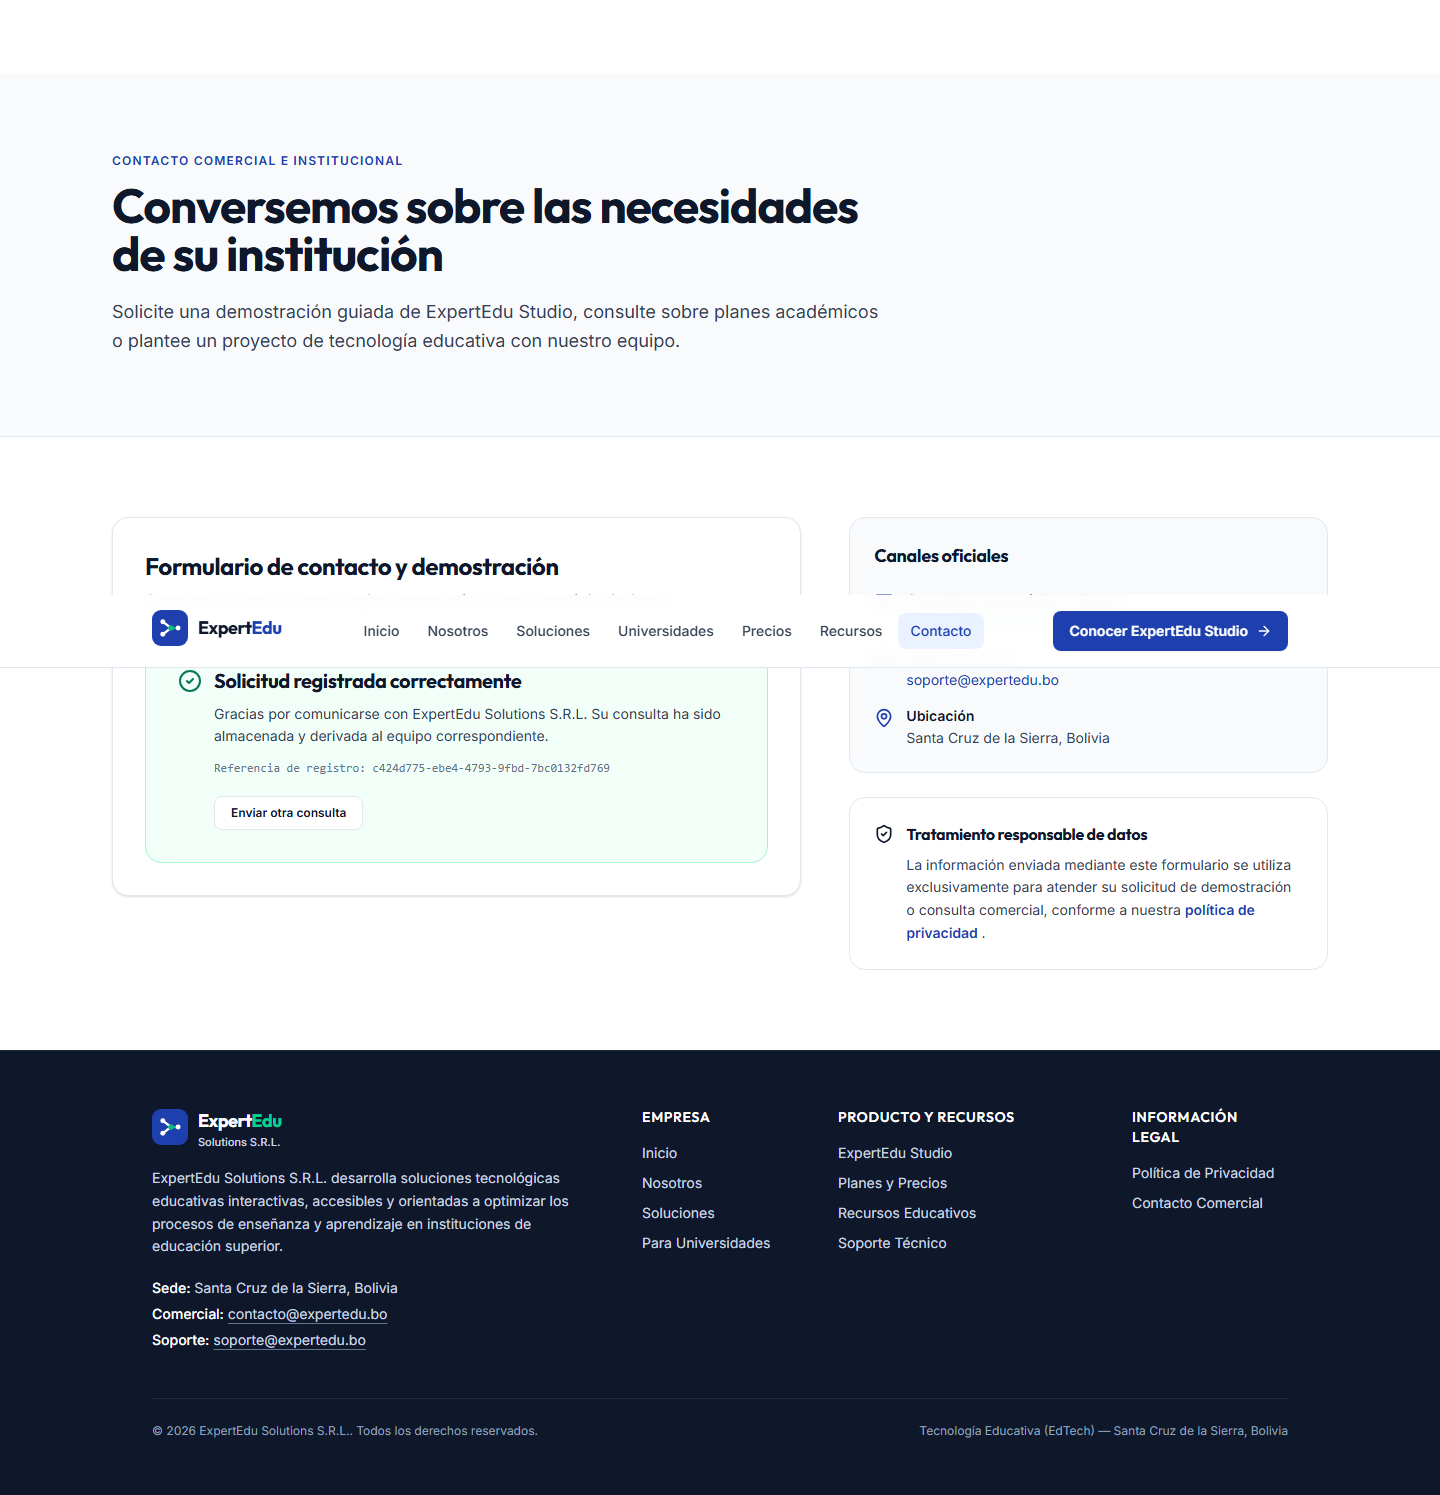 CONTACTO COMERCIAL E INSTITUCIONAL
Conversemos sobre las necesidades
de su institución
Solicite una demostración guiada de ExpertEdu Studio, consulte sobre planes académicos
o plantee un proyecto de tecnología educativa con nuestro equipo.
Formulario de contacto y demostración
Canales oficiales
ExpertEdu
Inicio
Nosotros
Soluciones
Universidades
Precios
Recursos
Contacto
Conocer ExpertEdu Studio
Solicitud registrada correctamente
Gracias por comunicarse con ExpertEdu Solutions S.R.L. Su consulta ha sido
almacenada y derivada al equipo correspondiente.
Referencia de registro: c424d775-ebe4-4793-9fbd-7bc0132fd769
Enviar otra consulta
soporte@expertedu.bo
Ubicación
Santa Cruz de la Sierra, Bolivia
Tratamiento responsable de datos
La información enviada mediante este formulario se utiliza
exclusivamente para atender su solicitud de demostración
o consulta comercial, conforme a nuestra política de
privacidad .
ExpertEdu
Solutions S.R.L.
ExpertEdu Solutions S.R.L. desarrolla soluciones tecnológicas
educativas interactivas, accesibles y orientadas a optimizar los
procesos de enseñanza y aprendizaje en instituciones de
educación superior.
Sede: Santa Cruz de la Sierra, Bolivia
Comercial: contacto@expertedu.bo
Soporte: soporte@expertedu.bo
EMPRESA
Inicio
Nosotros
Soluciones
Para Universidades
PRODUCTO Y RECURSOS
ExpertEdu Studio
Planes y Precios
Recursos Educativos
Soporte Técnico
INFORMACIÓN
LEGAL
Política de Privacidad
Contacto Comercial
© 2026 ExpertEdu Solutions S.R.L.. Todos los derechos reservados.
Tecnología Educativa (EdTech) — Santa Cruz de la Sierra, Bolivia